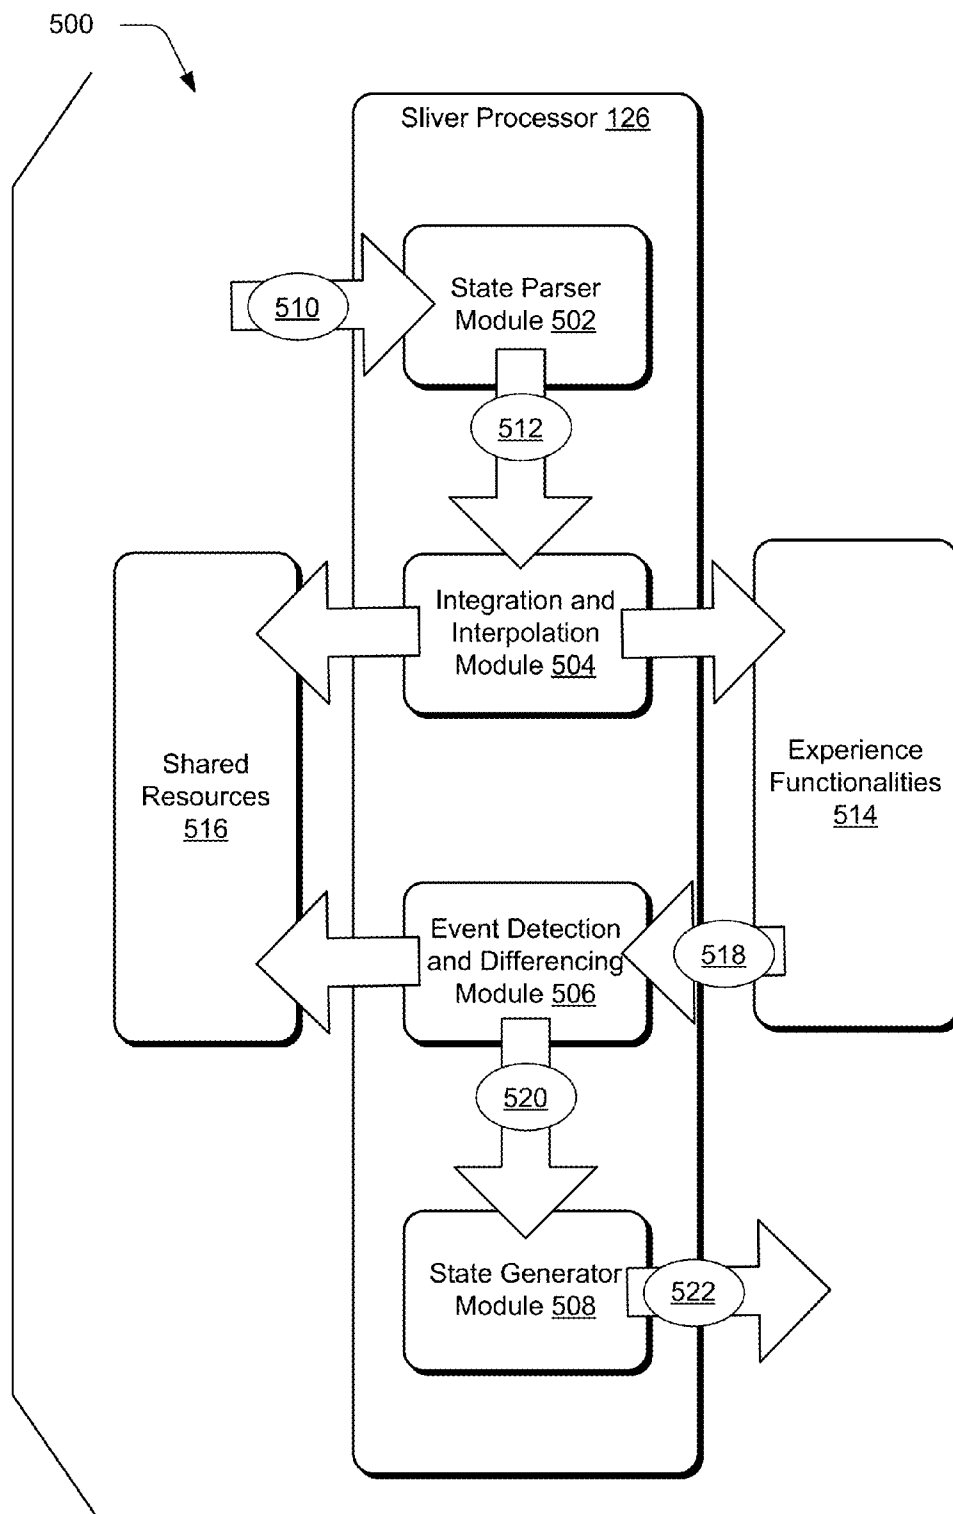 500
Sliver Processor 126
State Parser
Module 502
510
512
Integration and
Interpolation
Module 504
Shared
Resources
516
Experience
Functionalities
514
Event Detection
and Differencing
Module 506
518
520
State Generator
Module 508
522